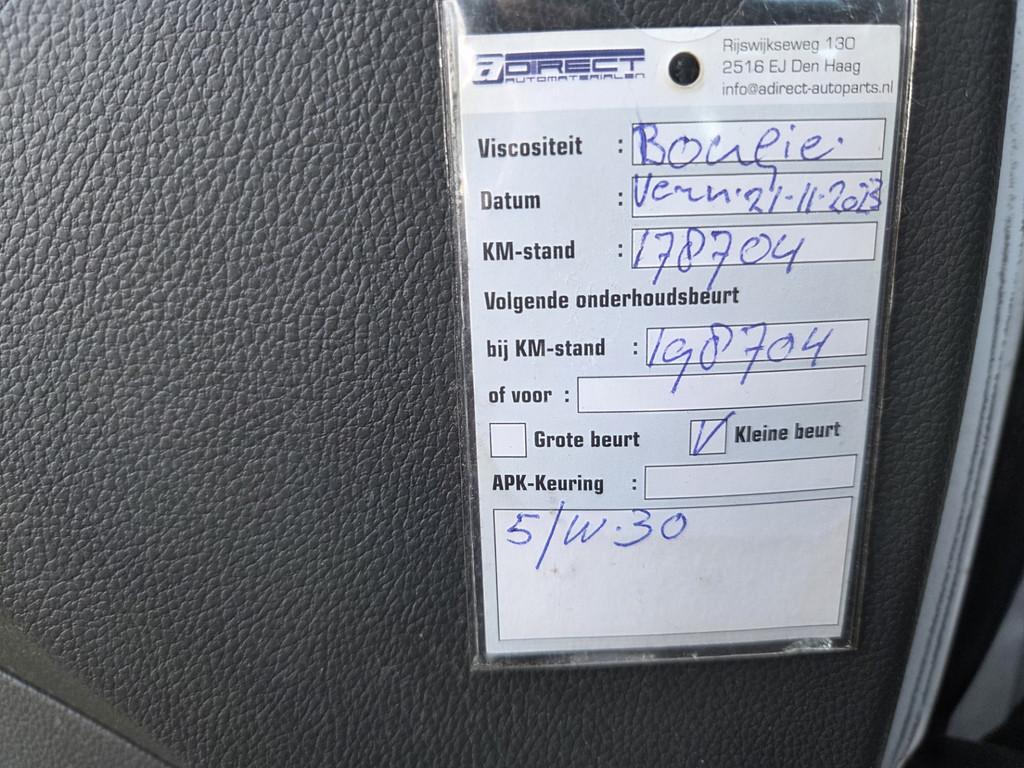 aDIRECT
AUTOMATERIALEN
Rijswijkseweg 130
2516 EJ Den Haag
info@adirect-autoparts.nl
Viscositeit : Bougie.
Datum : Vern. 21-11-2023
KM-stand : 178704
Volgende onderhoudsbeurt
bij KM-stand : 198704
of voor :
Grote beurt V Kleine beurt
APK-Keuring :
5/W-30